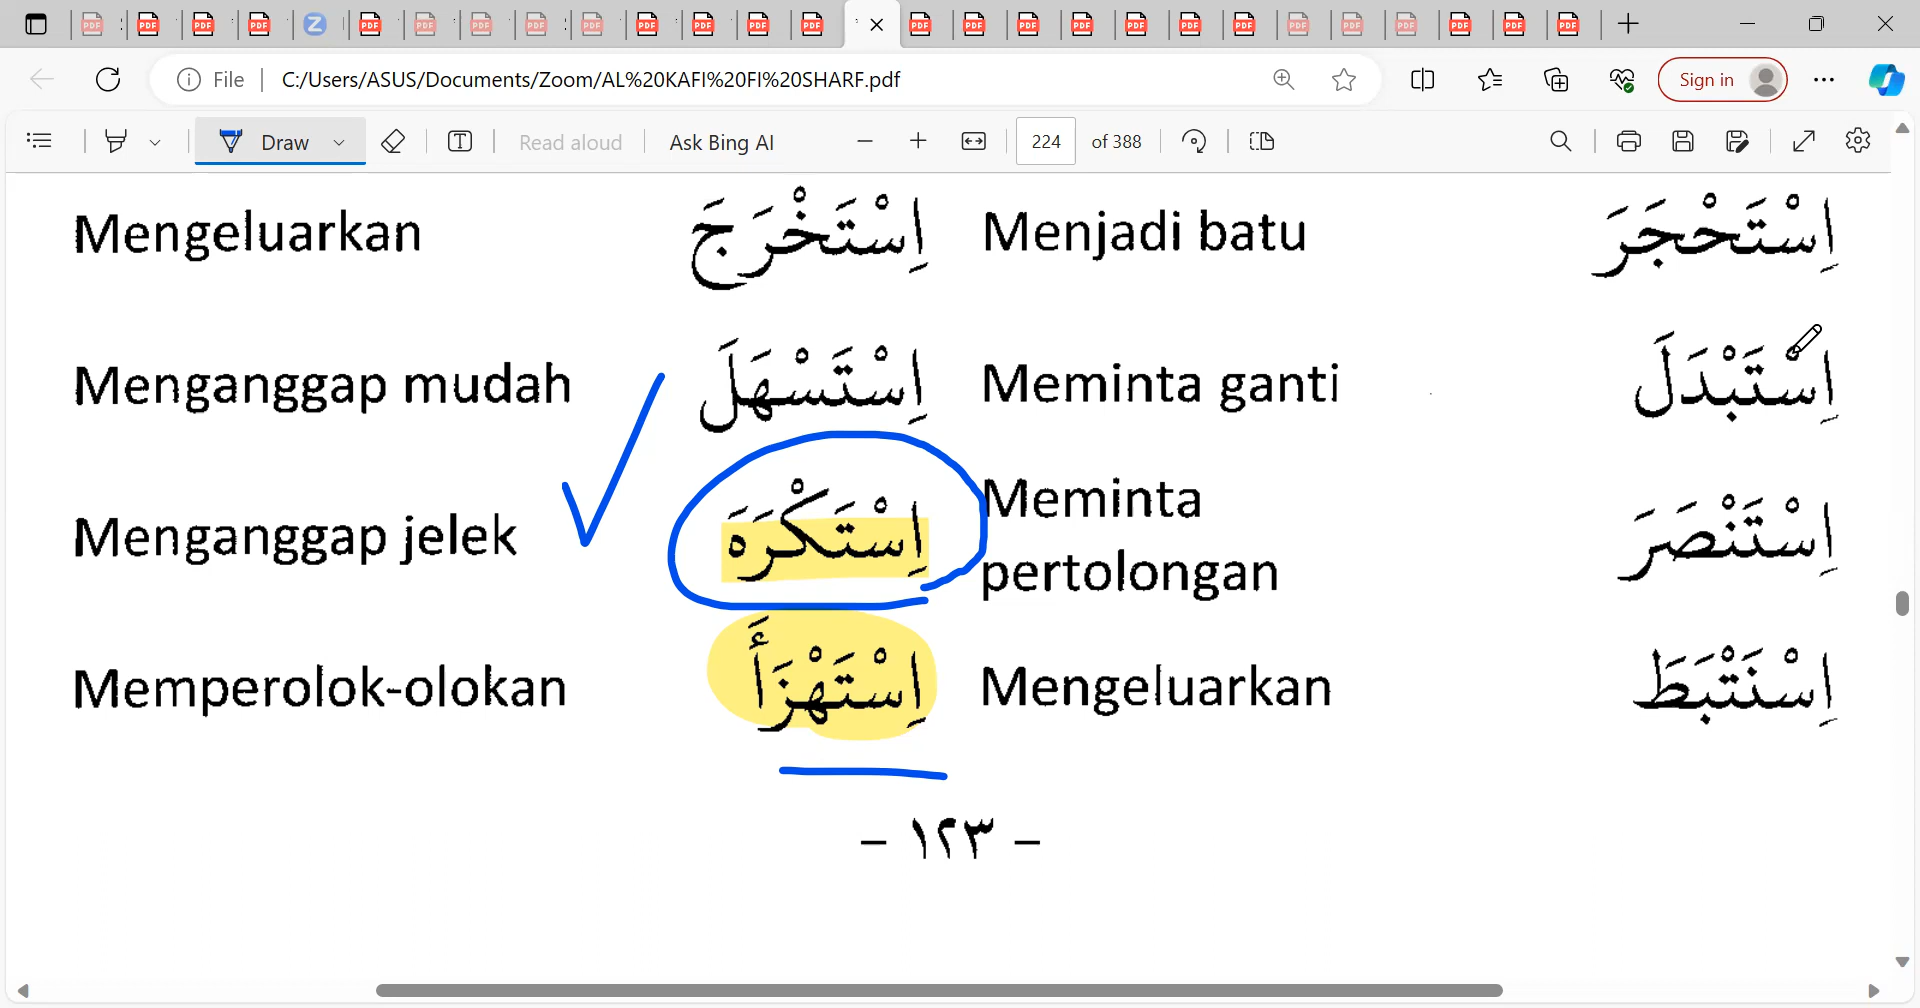 File C:/Users/ASUS/Documents/Zoom/AL%20KAFI%20FI%20SHARF.pdf Sign in
Draw Read aloud Ask Bing AI 224 of 388
Mengeluarkan اِسْتَخْرَجَ Menjadi batu اِسْتَحْجَرَ
Menganggap mudah اِسْتَسْهَلَ Meminta ganti اِسْتَبْدَلَ
Menganggap jelek اِسْتَكْرَهَ Meminta pertolongan اِسْتَنْصَرَ
Memperolok-olokan اِسْتَهْزَأَ Mengeluarkan اِسْتَنْبَطَ
– ١٢٣ –